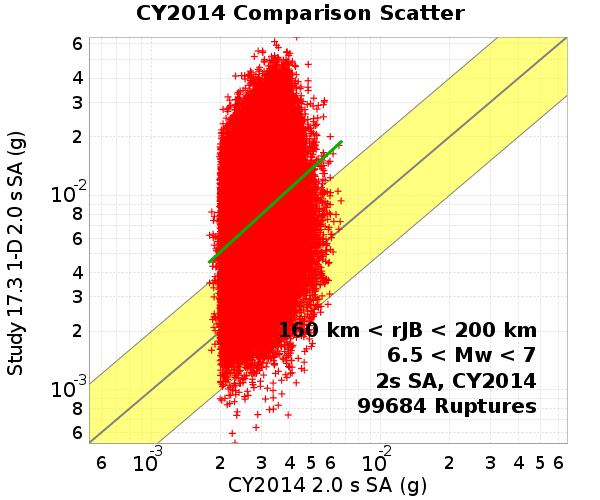 CY2014 Comparison Scatter
Study 17.3 1-D 2.0 s SA (g)
6
4
3
2
10-2
8
6
4
3
2
10-3
8
6
160 km < rJB < 200 km
6.5 < Mw < 7
2s SA, CY2014
99684 Ruptures
6 10-3 2 3 4 5 6 10-2 2 3 4 5 6
CY2014 2.0 s SA (g)